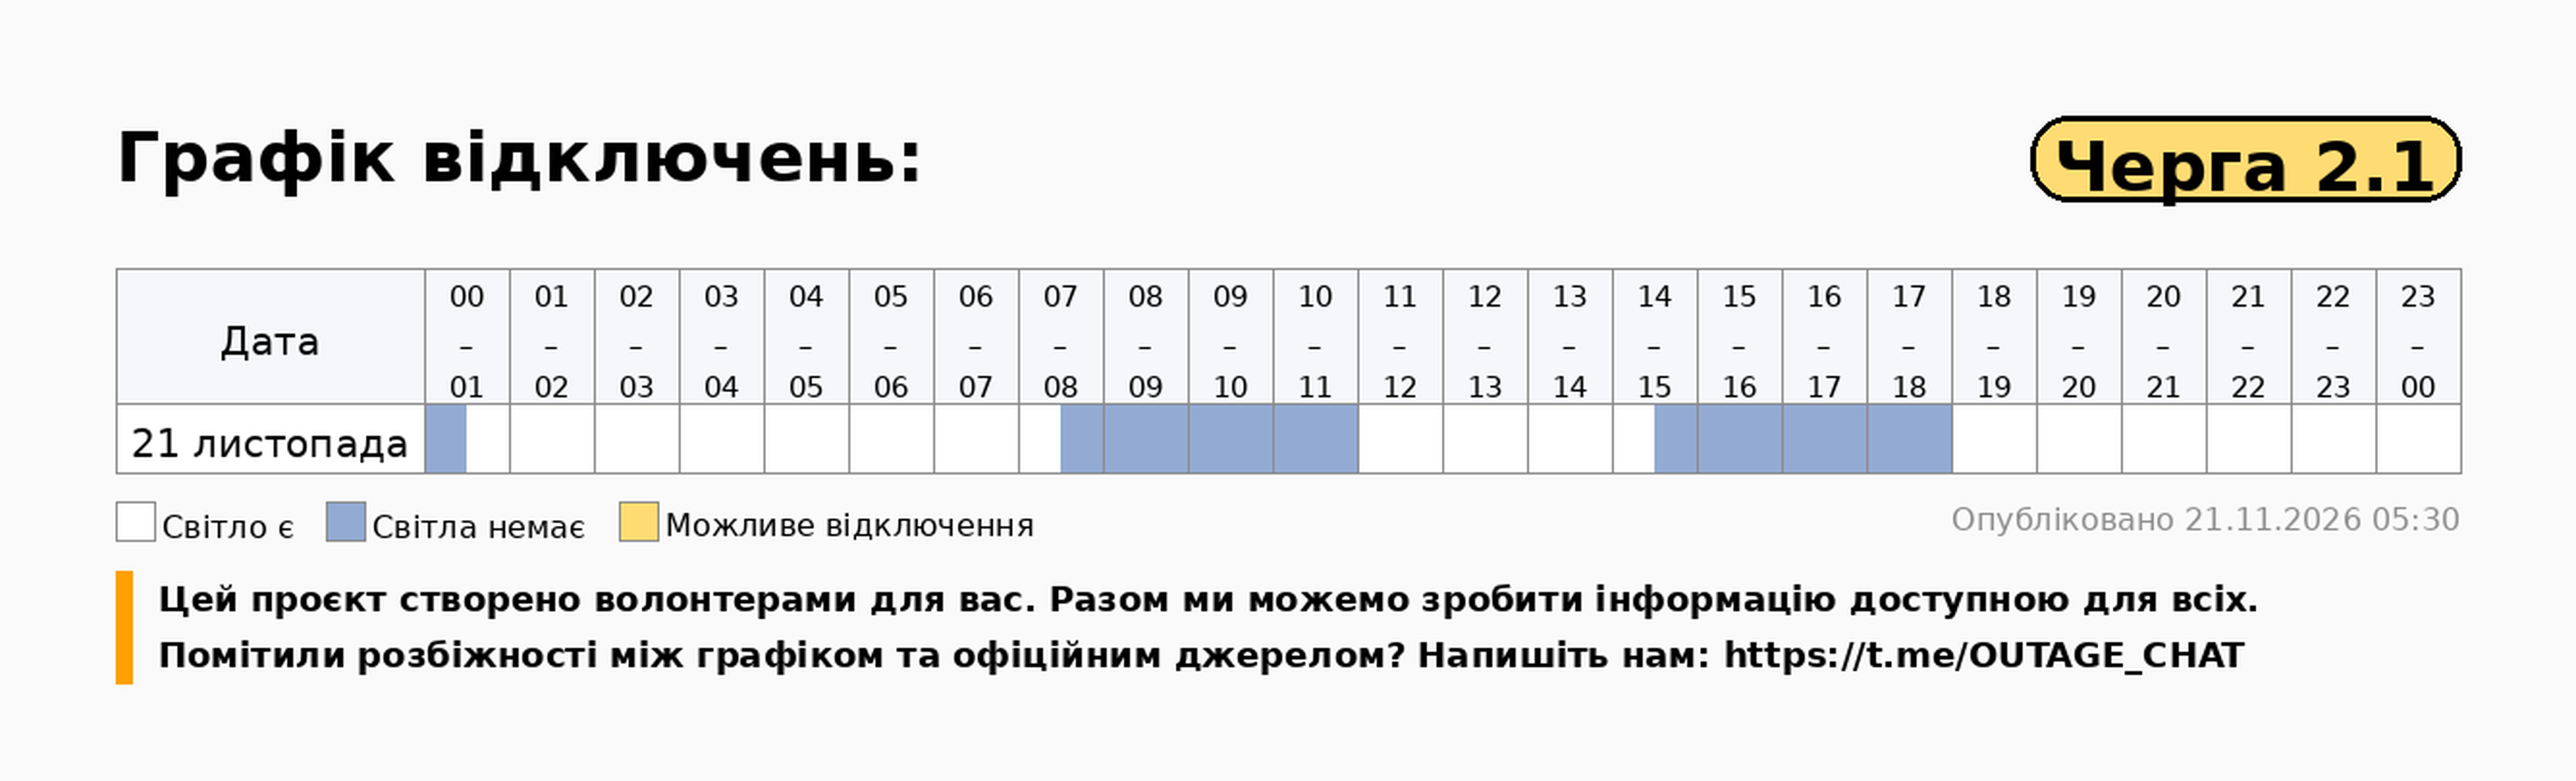 Графік відключень:
Черга 2.1
Дата
00 – 01
01 – 02
02 – 03
03 – 04
04 – 05
05 – 06
06 – 07
07 – 08
08 – 09
09 – 10
10 – 11
11 – 12
12 – 13
13 – 14
14 – 15
15 – 16
16 – 17
17 – 18
18 – 19
19 – 20
20 – 21
21 – 22
22 – 23
23 – 00
21 листопада
Світло є
Світла немає
Можливе відключення
Опубліковано 21.11.2026 05:30
Цей проєкт створено волонтерами для вас. Разом ми можемо зробити інформацію доступною для всіх.
Помітили розбіжності між графіком та офіційним джерелом? Напишіть нам: https://t.me/OUTAGE_CHAT